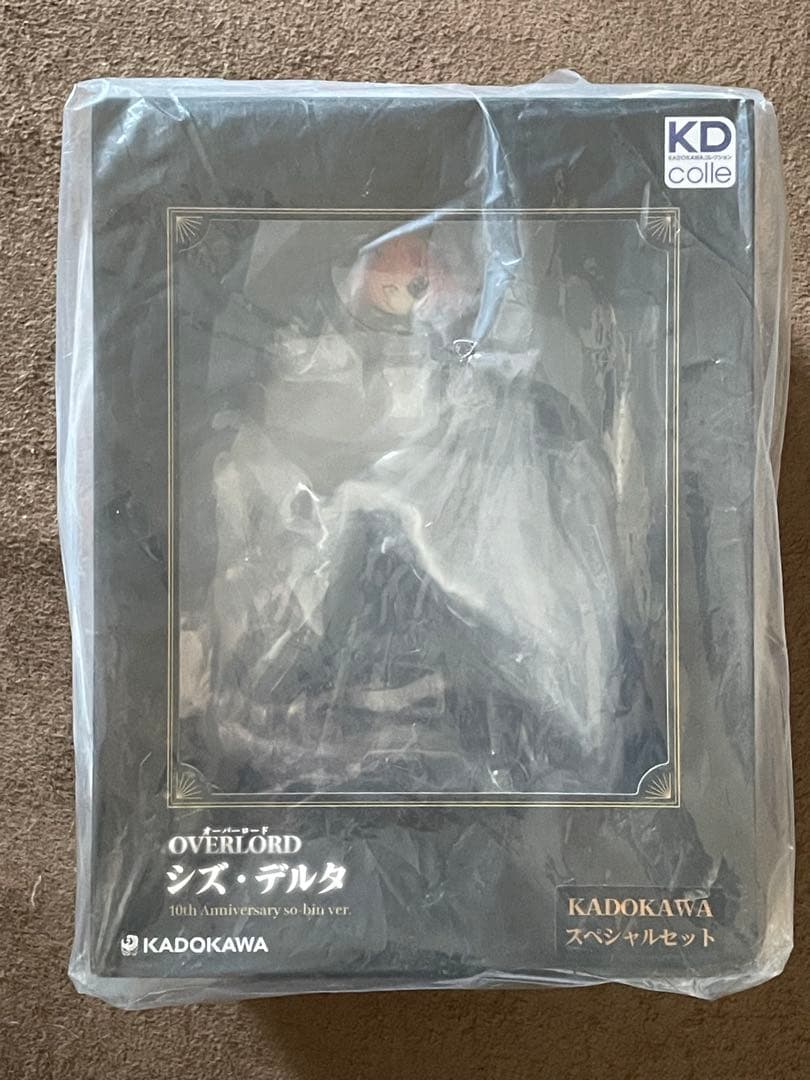 KD
KADOKAWAコレクション
colle
オーバーロード
OVERLORD
シズ・デルタ
10th Anniversary so-bin ver.
KADOKAWA
KADOKAWA
スペシャルセット